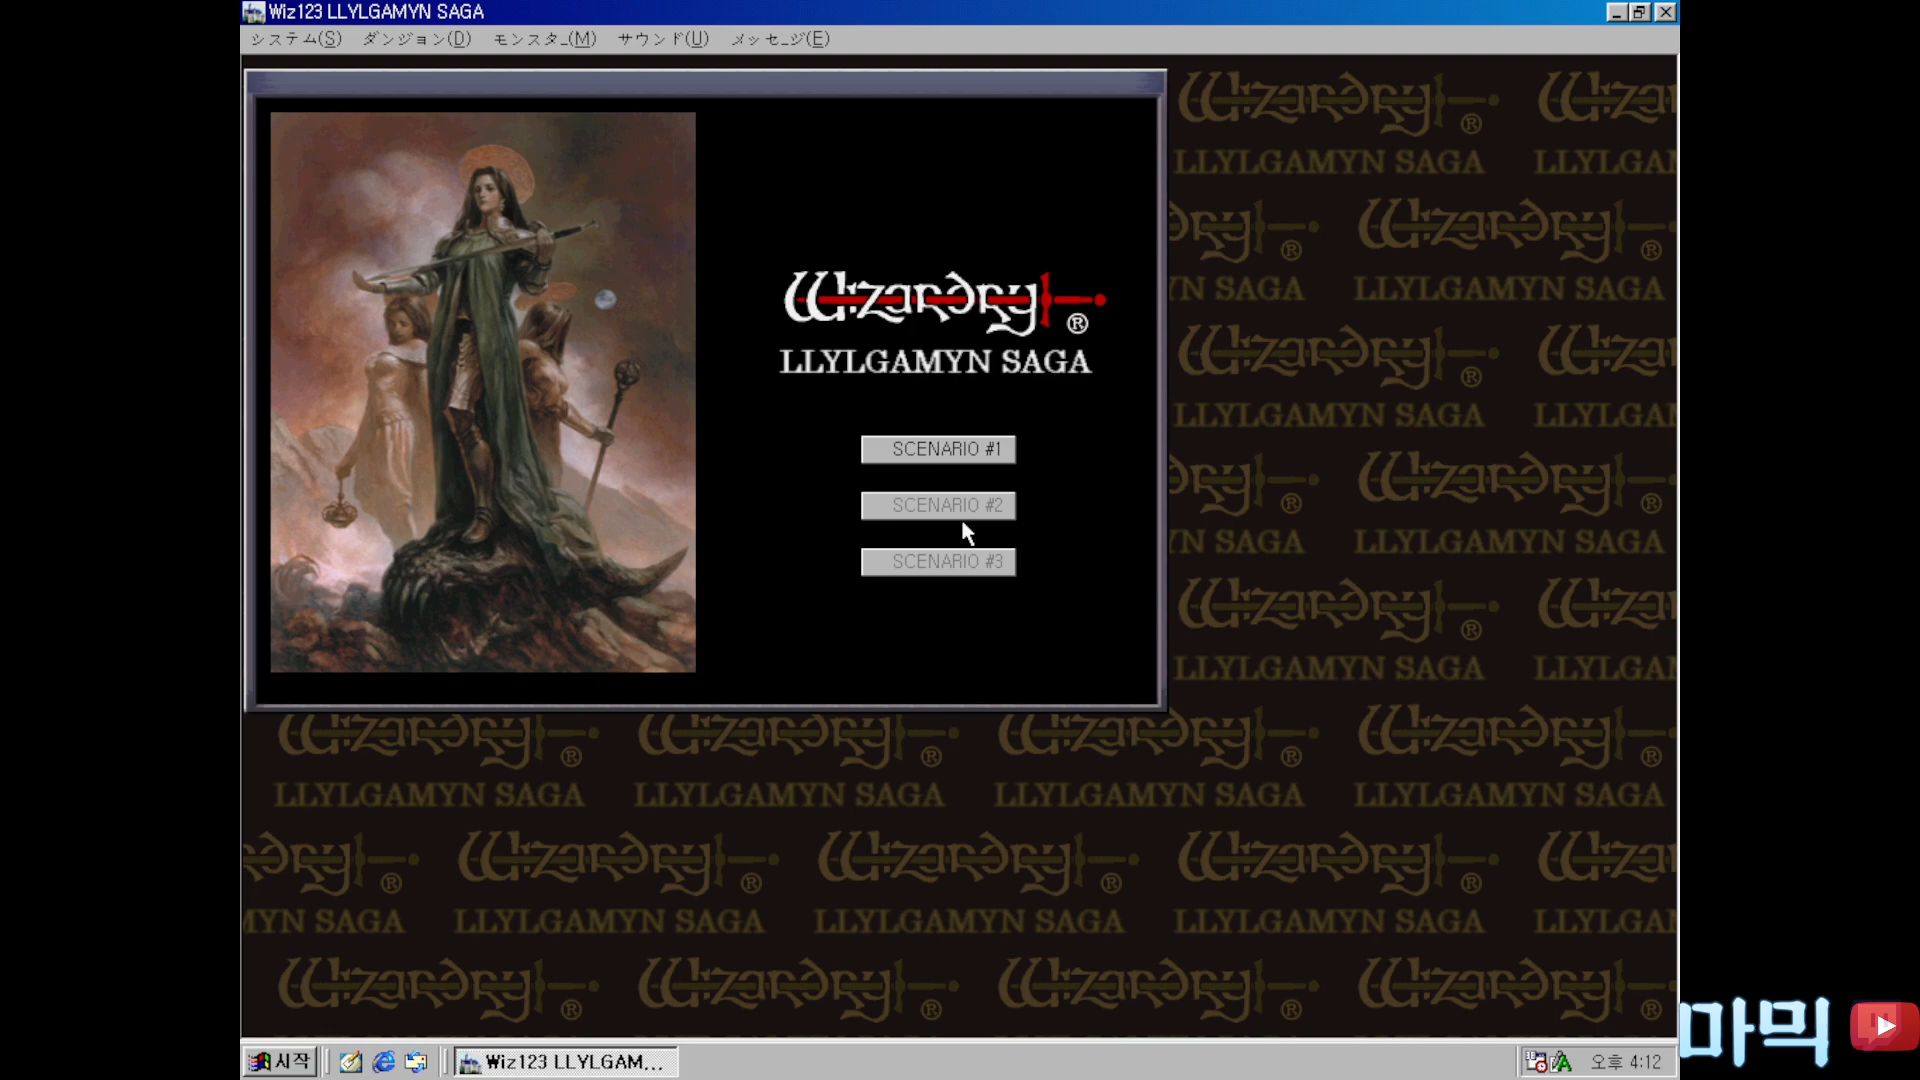 Wiz123 LLYLGAMYN SAGA
システム(S) ダンジョン(D) モンスター(M) サウンド(U) メッセージ(E)
Wizardry®
LLYLGAMYN SAGA
SCENARIO #1
SCENARIO #2
SCENARIO #3
Wizardry®
LLYLGAMYN SAGA
시작
Wiz123 LLYLGAM...
오후 4:12
마믜